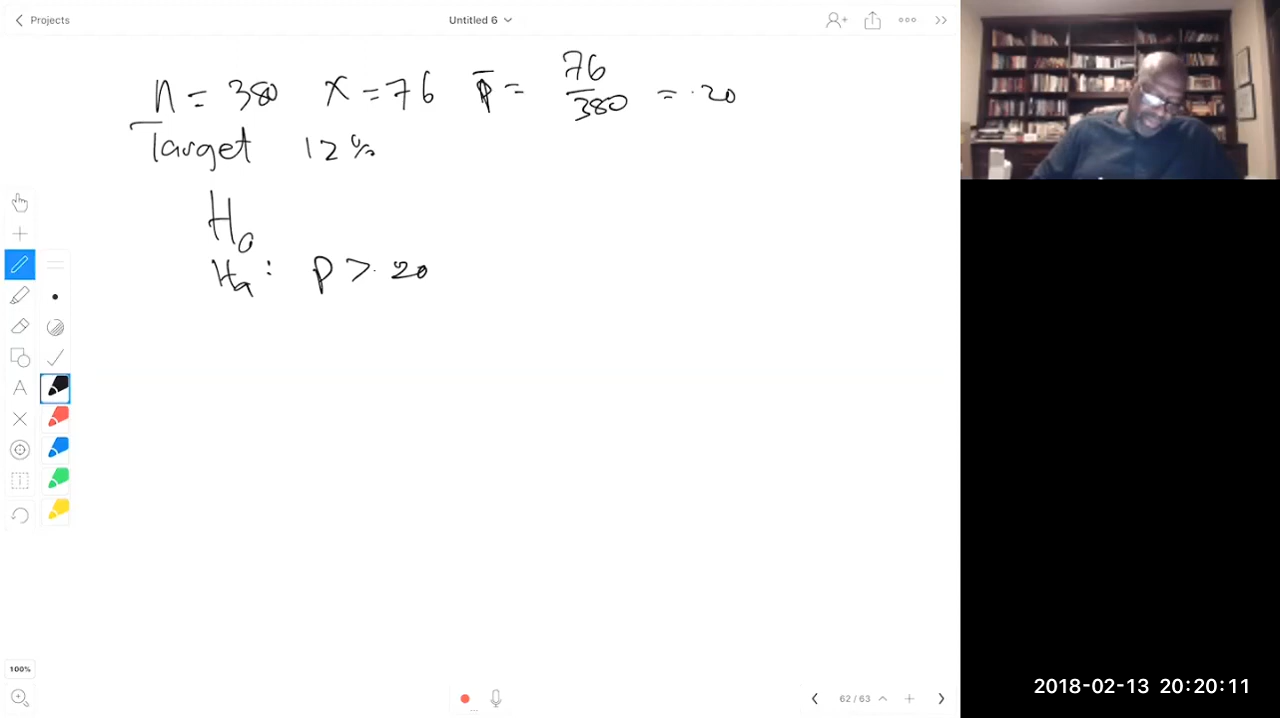 Projects
Untitled 6
n = 380 x = 76 p̄ = 76/380 = .20
Target 12%
H₀
Hₐ: p > .20
A
100%
62 / 63
2018-02-13 20:20:11